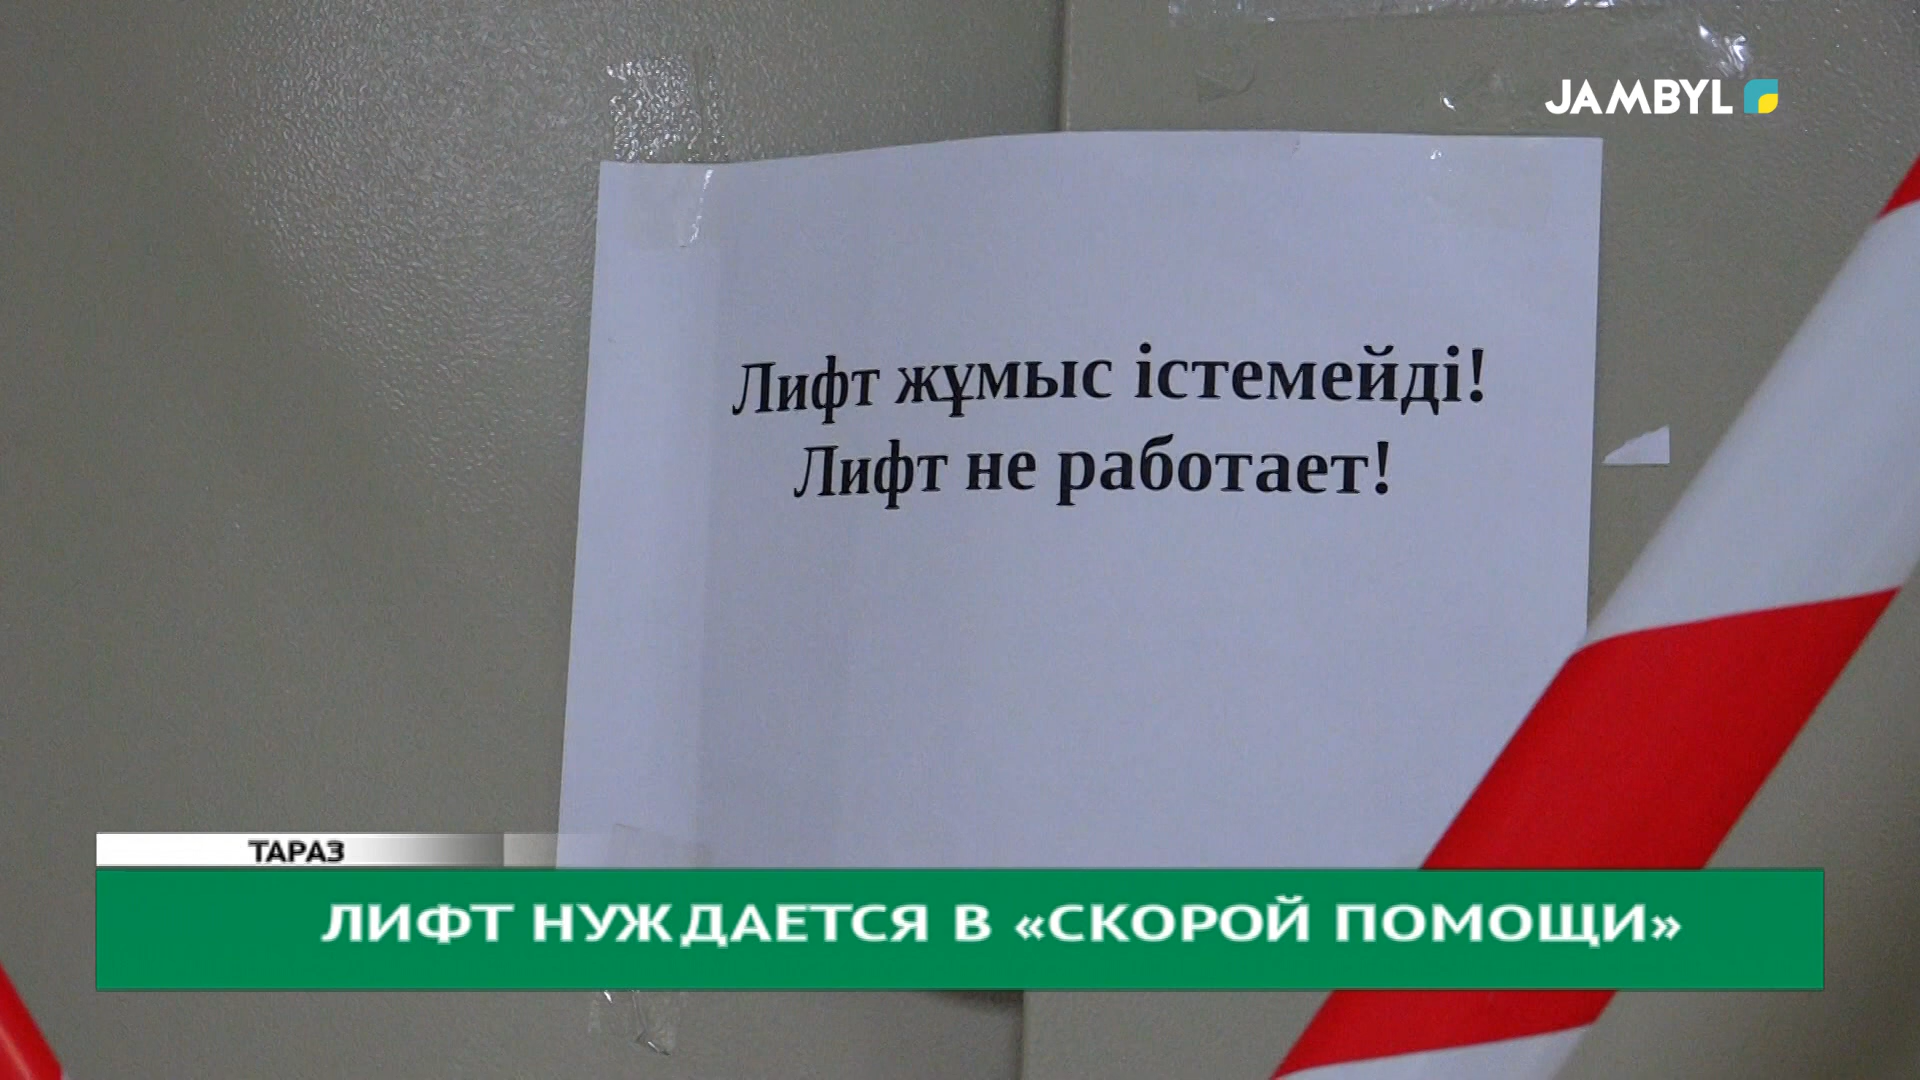 JAMBYL
Лифт жұмыс істемейді!
Лифт не работает!
ТАРАЗ
ЛИФТ НУЖДАЕТСЯ В «СКОРОЙ ПОМОЩИ»